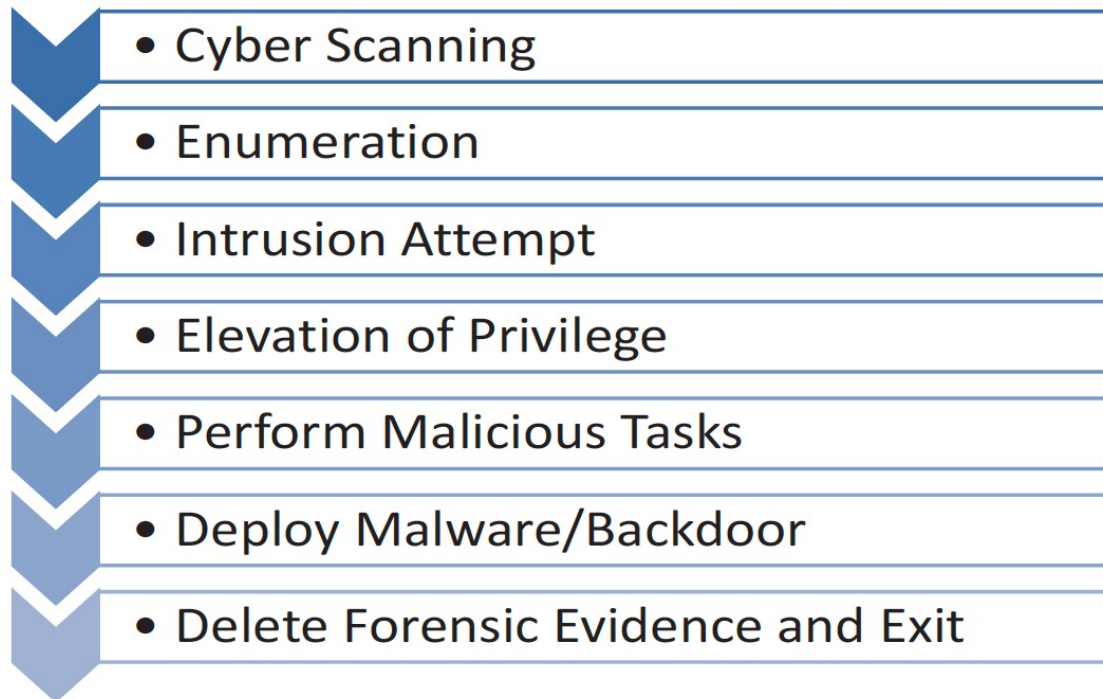 • Cyber Scanning
• Enumeration
• Intrusion Attempt
• Elevation of Privilege
• Perform Malicious Tasks
• Deploy Malware/Backdoor
• Delete Forensic Evidence and Exit